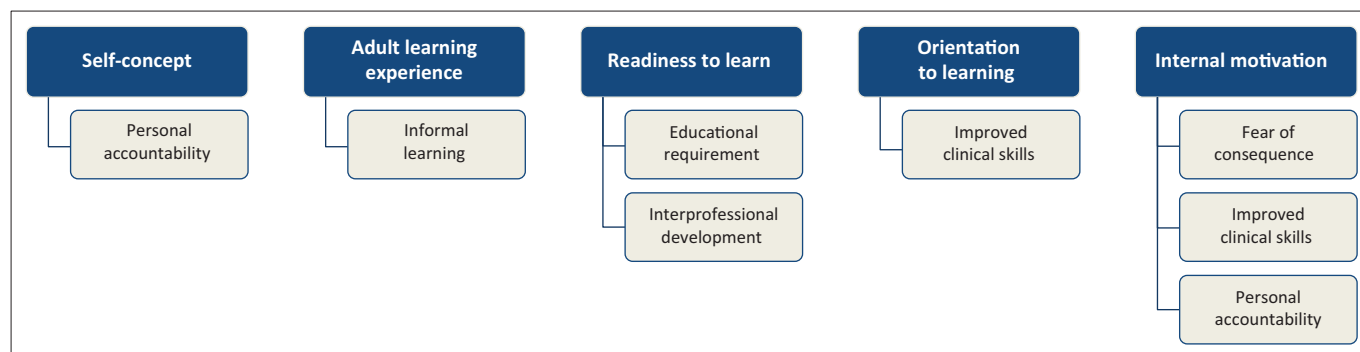 Self-concept
Personal
accountability
Adult learning
experience
Informal
learning
Readiness to learn
Educational
requirement
Interprofessional
development
Orientation
to learning
Improved
clinical skills
Internal motivation
Fear of
consequence
Improved
clinical skills
Personal
accountability